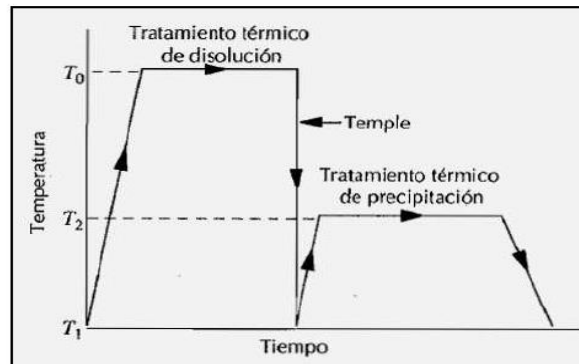 Tratamiento térmico
de disolución
T0
Temple
Tratamiento térmico
de precipitación
Temperatura
T2
T1
Tiempo